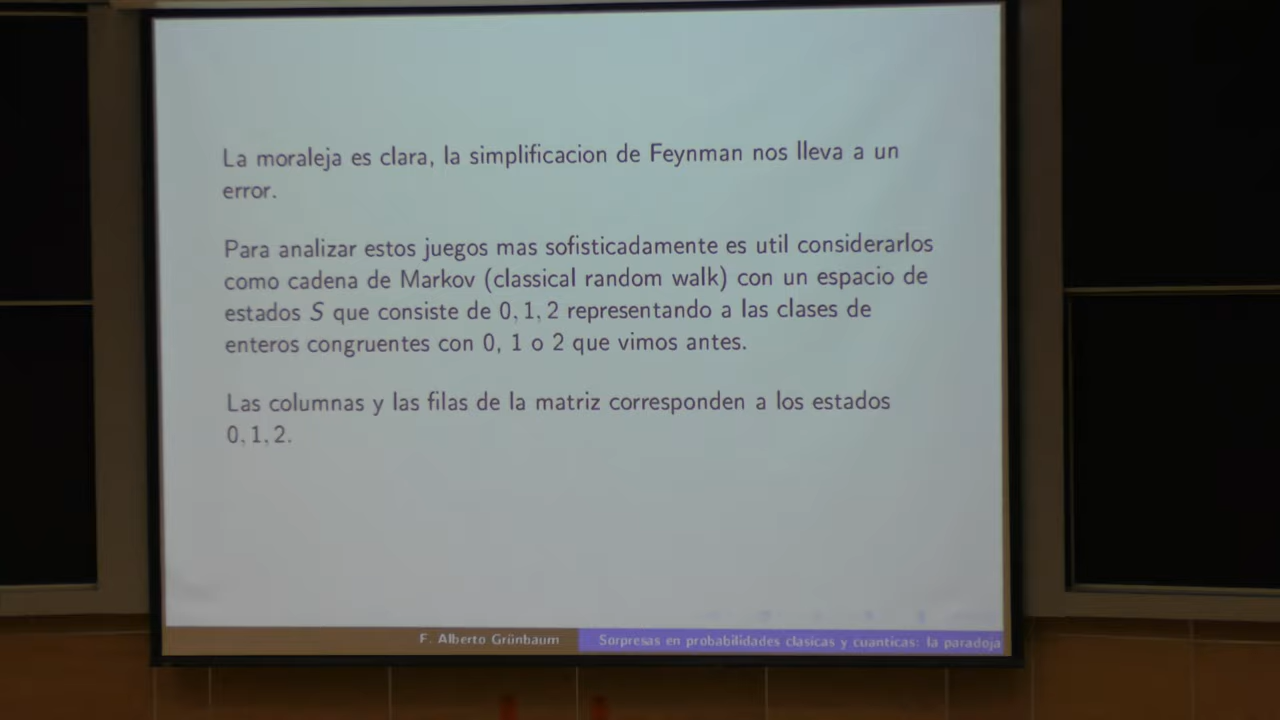 La moraleja es clara, la simplificacion de Feynman nos lleva a un
error.
Para analizar estos juegos mas sofisticadamente es util considerarlos
como cadena de Markov (classical random walk) con un espacio de
estados S que consiste de 0, 1, 2 representando a las clases de
enteros congruentes con 0, 1 o 2 que vimos antes.
Las columnas y las filas de la matriz corresponden a los estados
0, 1, 2.
F. Alberto Grünbaum
Sorpresas en probabilidades clasicas y cuanticas: la paradoja